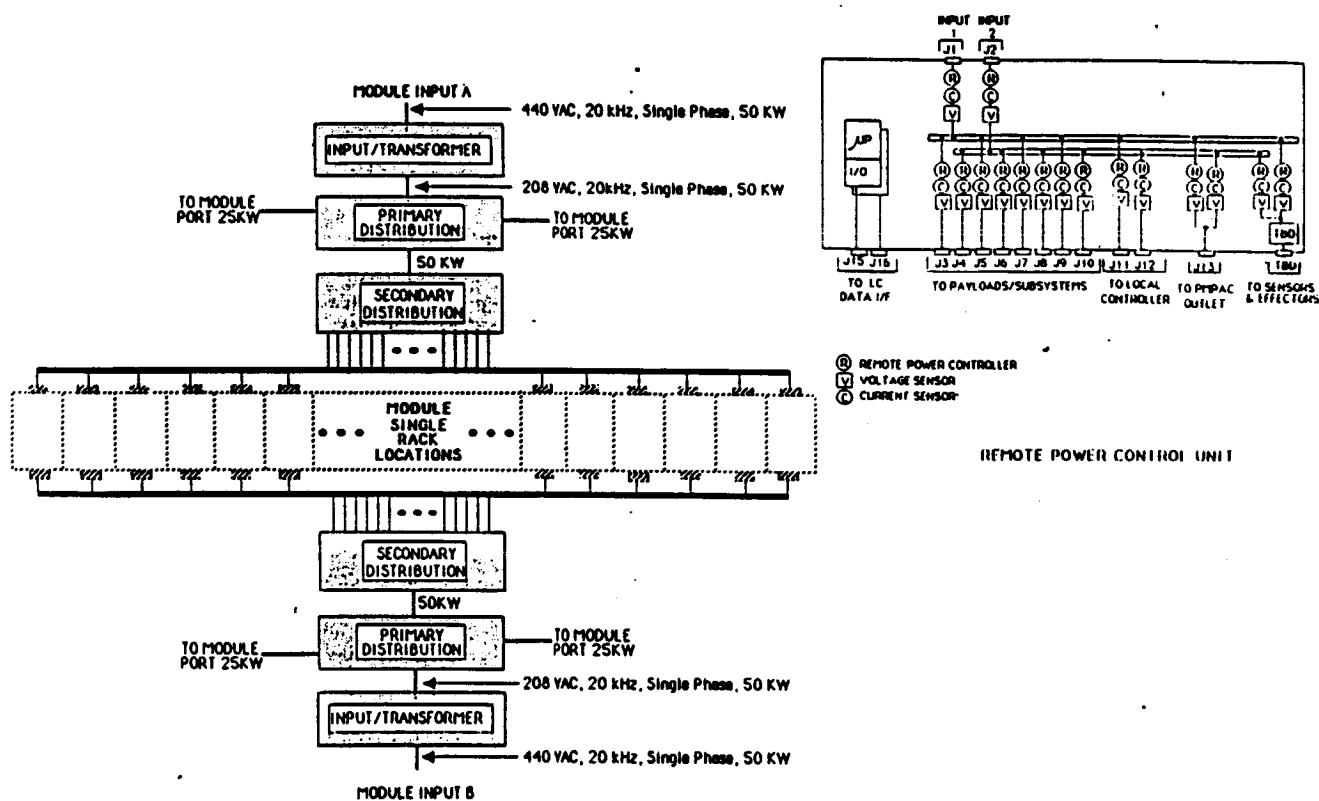 MODULE INPUT A
440 VAC, 20 kHz, Single Phase, 50 KW
INPUT/TRANSFORMER
208 VAC, 20kHz, Single Phase, 50 KW
TO MODULE
PORT 25KW
PRIMARY
DISTRIBUTION
TO MODULE
PORT 25KW
50 KW
SECONDARY
DISTRIBUTION
MODULE
SINGLE
RACK
LOCATIONS
SECONDARY
DISTRIBUTION
50KW
TO MODULE
PORT 25KW
PRIMARY
DISTRIBUTION
TO MODULE
PORT 25KW
208 VAC, 20 kHz, Single Phase, 50 KW
INPUT/TRANSFORMER
440 VAC, 20 kHz, Single Phase, 50 KW
MODULE INPUT B
INPUT INPUT
1 2
J1 J2
R R
C C
V V
μP
I/O
R R R R R R R R R R R R R R
C C C C C C C C C C C C C C
V V V V V V V V V V V V V V
TBD
J15 J16 J3 J4 J5 J6 J7 J8 J9 J10 J11 J12 J13 TBD
TO LC
DATA I/F
TO PAYLOADS/SUBSYSTEMS
TO LOCAL
CONTROLLER
TO PMPAC
OUTLET
TO SENSORS
& EFFECTORS
R REMOTE POWER CONTROLLER
V VOLTAGE SENSOR
C CURRENT SENSOR
REMOTE POWER CONTROL UNIT